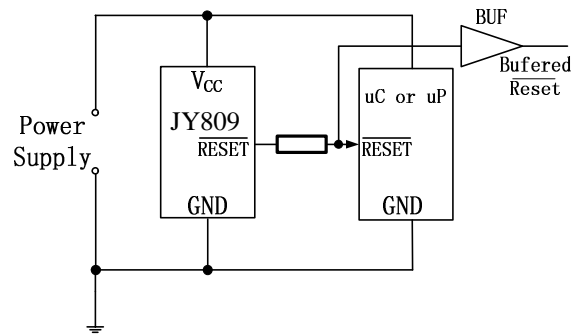 BUF
Bufered
Reset
VCC
uC or uP
JY809
RESET
RESET
Power
Supply
GND
GND